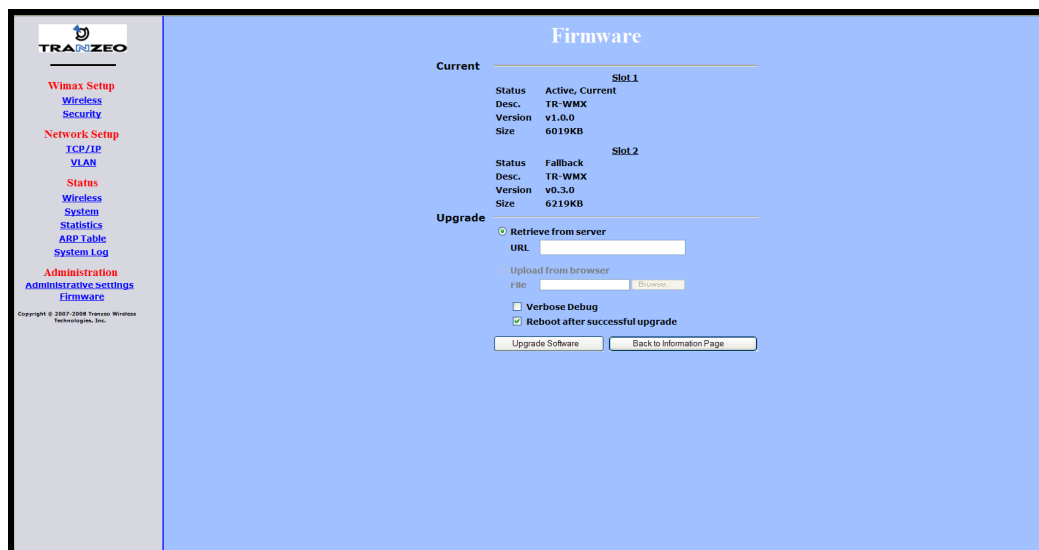 TRANZEO
Wimax Setup
Wireless
Security
Network Setup
TCP/IP
VLAN
Status
Wireless
System
Statistics
ARP Table
System Log
Administration
Administrative Settings
Firmware
Copyright © 2007-2008 Tranzeo Wireless
Technologies, Inc.
Firmware
Current
Slot 1
Status Active, Current
Desc. TR-WMX
Version v1.0.0
Size 6019KB
Slot 2
Status Fallback
Desc. TR-WMX
Version v0.3.0
Size 6219KB
Upgrade
Retrieve from server
URL
Upload from browser
File Browse...
Verbose Debug
Reboot after successful upgrade
Upgrade Software Back to Information Page